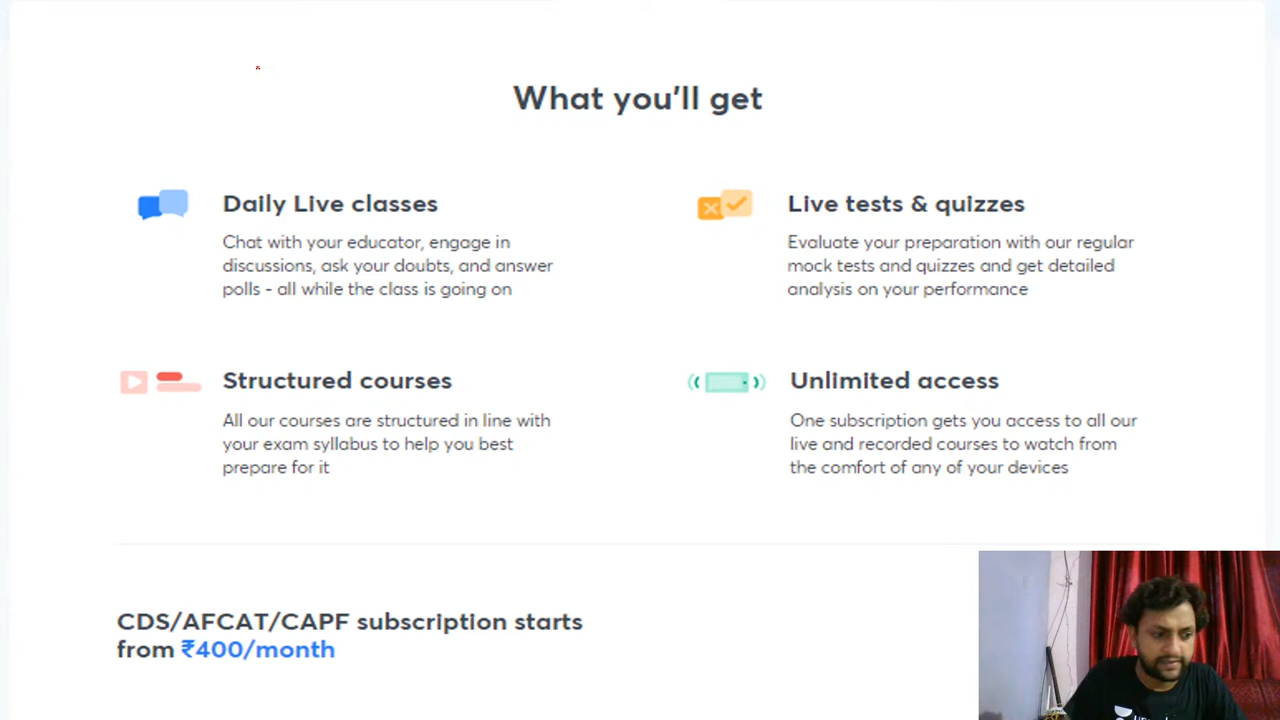 What you'll get
Daily Live classes
Chat with your educator, engage in
discussions, ask your doubts, and answer
polls - all while the class is going on
Live tests & quizzes
Evaluate your preparation with our regular
mock tests and quizzes and get detailed
analysis on your performance
Structured courses
All our courses are structured in line with
your exam syllabus to help you best
prepare for it
Unlimited access
One subscription gets you access to all our
live and recorded courses to watch from
the comfort of any of your devices
CDS/AFCAT/CAPF subscription starts
from ₹400/month